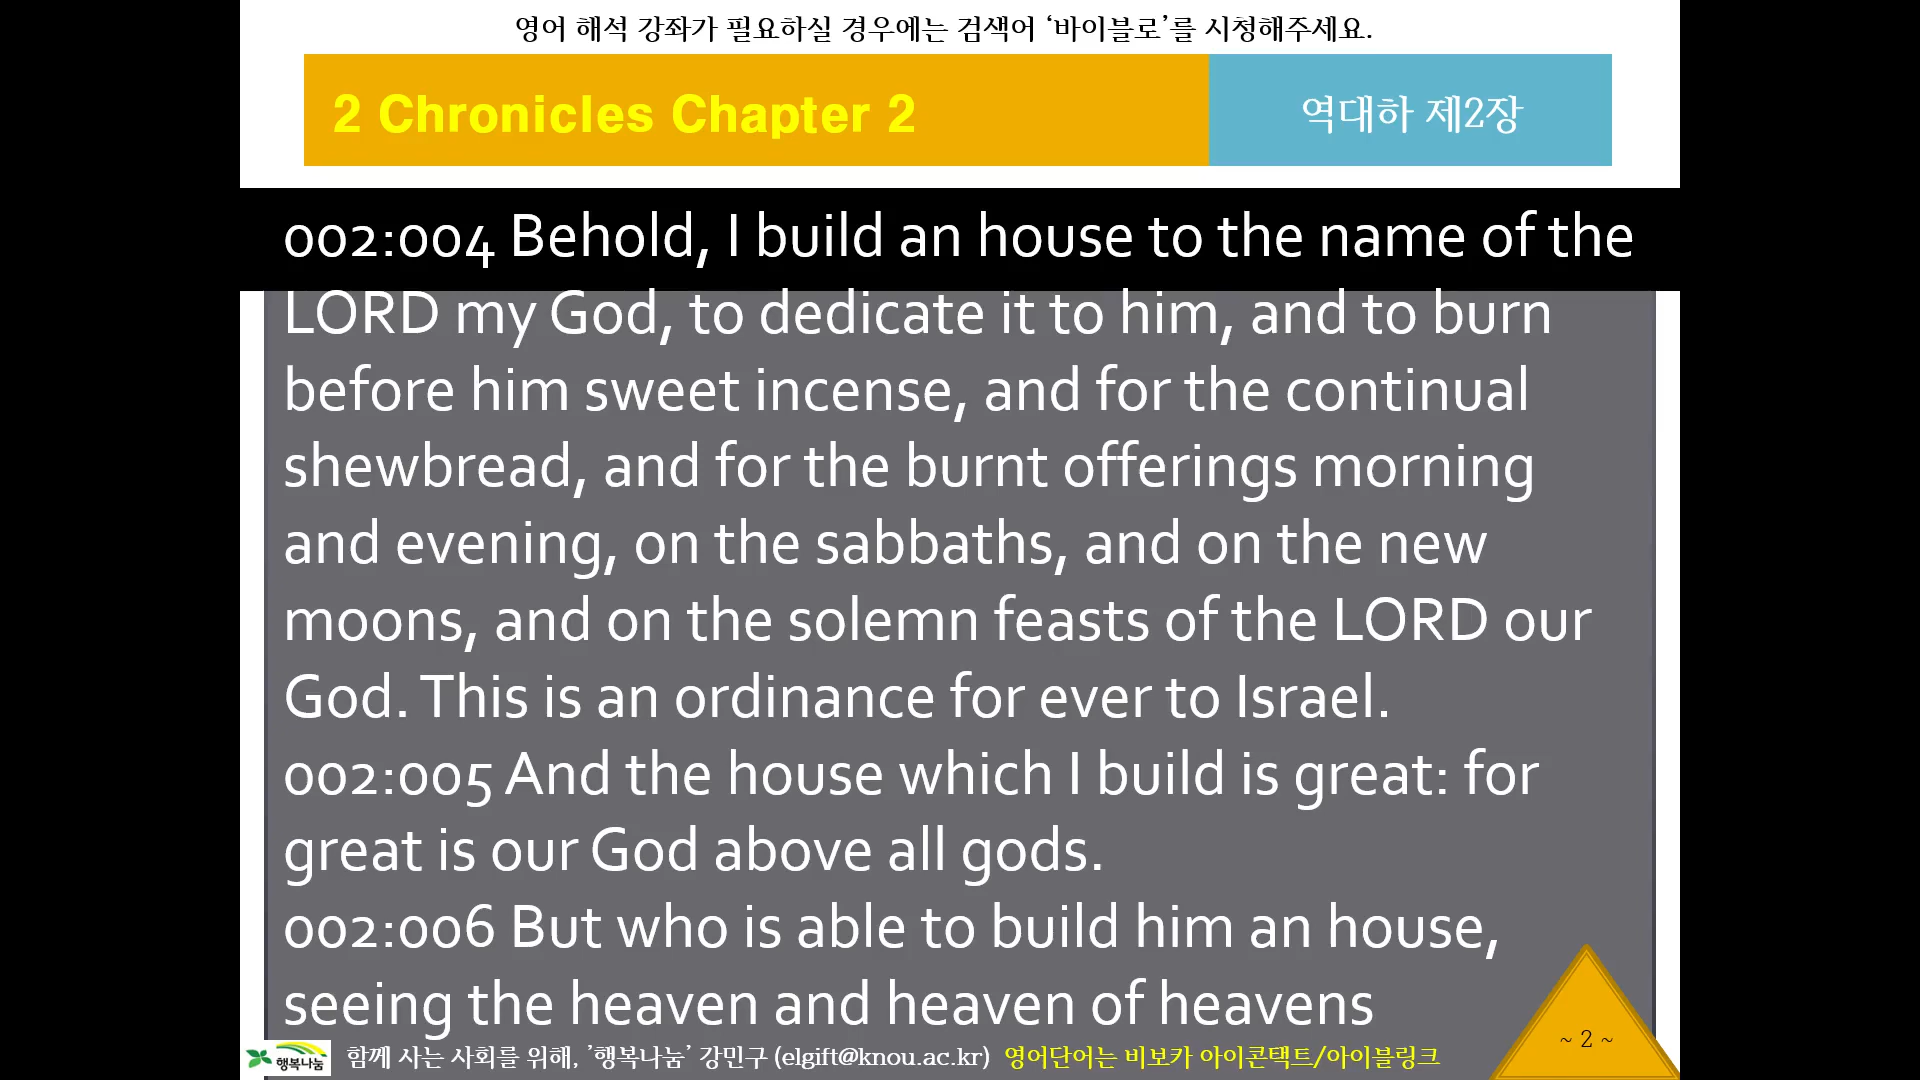 영어 해석 강좌가 필요하실 경우에는 검색어 ‘바이블로’를 시청해주세요.
2 Chronicles Chapter 2
역대하 제2장
002:004 Behold, I build an house to the name of the
LORD my God, to dedicate it to him, and to burn
before him sweet incense, and for the continual
shewbread, and for the burnt offerings morning
and evening, on the sabbaths, and on the new
moons, and on the solemn feasts of the LORD our
God. This is an ordinance for ever to Israel.
002:005 And the house which I build is great: for
great is our God above all gods.
002:006 But who is able to build him an house,
seeing the heaven and heaven of heavens
~ 2 ~
행복나눔
함께 사는 사회를 위해, ’행복나눔’ 강민구 (elgift@knou.ac.kr) 영어단어는 비보카 아이콘택트/아이블링크